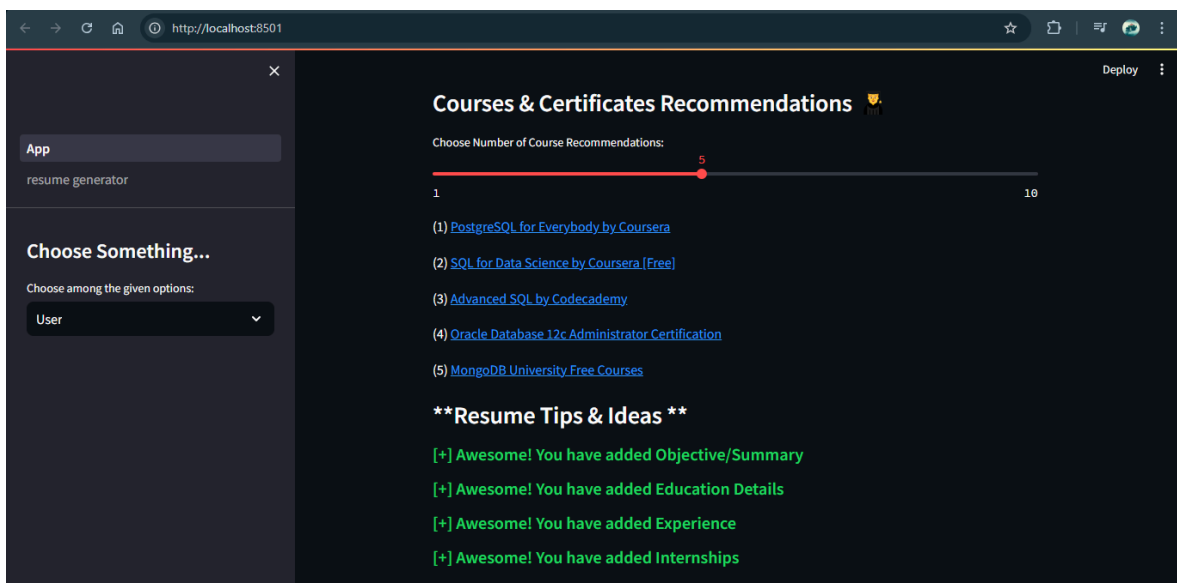 http://localhost:8501
Deploy
App
resume generator
Choose Something...
Choose among the given options:
User
Courses & Certificates Recommendations
Choose Number of Course Recommendations:
5
1 10
(1) PostgreSQL for Everybody by Coursera
(2) SQL for Data Science by Coursera [Free]
(3) Advanced SQL by Codecademy
(4) Oracle Database 12c Administrator Certification
(5) MongoDB University Free Courses
**Resume Tips & Ideas **
[+] Awesome! You have added Objective/Summary
[+] Awesome! You have added Education Details
[+] Awesome! You have added Experience
[+] Awesome! You have added Internships